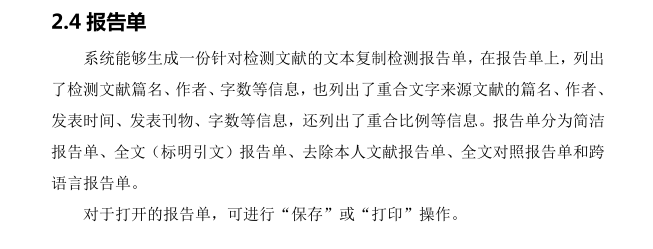 2.4 报告单
系统能够生成一份针对检测文献的文本复制检测报告单，在报告单上，列出
了检测文献篇名、作者、字数等信息，也列出了重合文字来源文献的篇名、作者、
发表时间、发表刊物、字数等信息，还列出了重合比例等信息。报告单分为简洁
报告单、全文（标明引文）报告单、去除本人文献报告单、全文对照报告单和跨
语言报告单。
对于打开的报告单，可进行“保存”或“打印”操作。